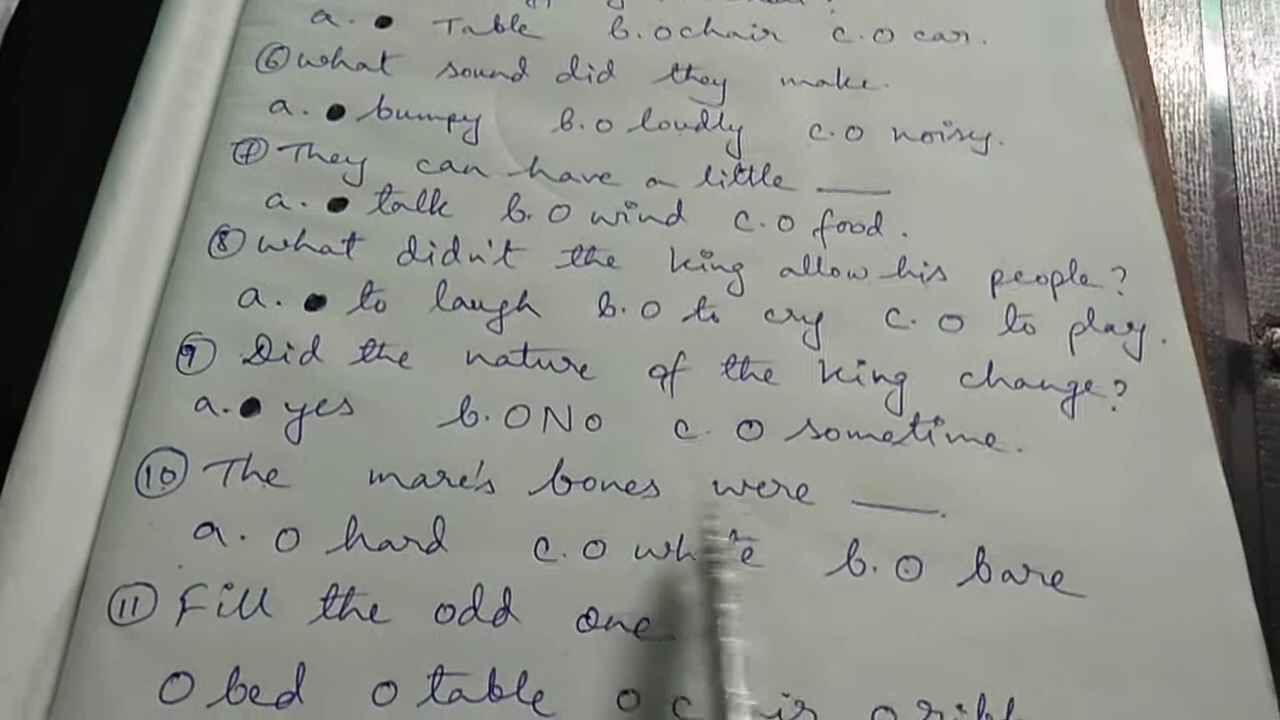 a. ● Table b. o chair c. o car.
⑥ what sound did they make.
a. ● bumpy b. o loudly c. o noisy.
⑦ They can have a little ___
a. ● talk b. O wind c. o food.
⑧ what didn't the king allow his people?
a. ● to laugh b. O to cry c. O to play.
⑨ Did the nature of the king change?
a. ● yes b. O No c. O sometime.
⑩ The mare's bones were ___.
a. O hard c. O white b. O bare
⑪ Fill the odd one
O bed O table O